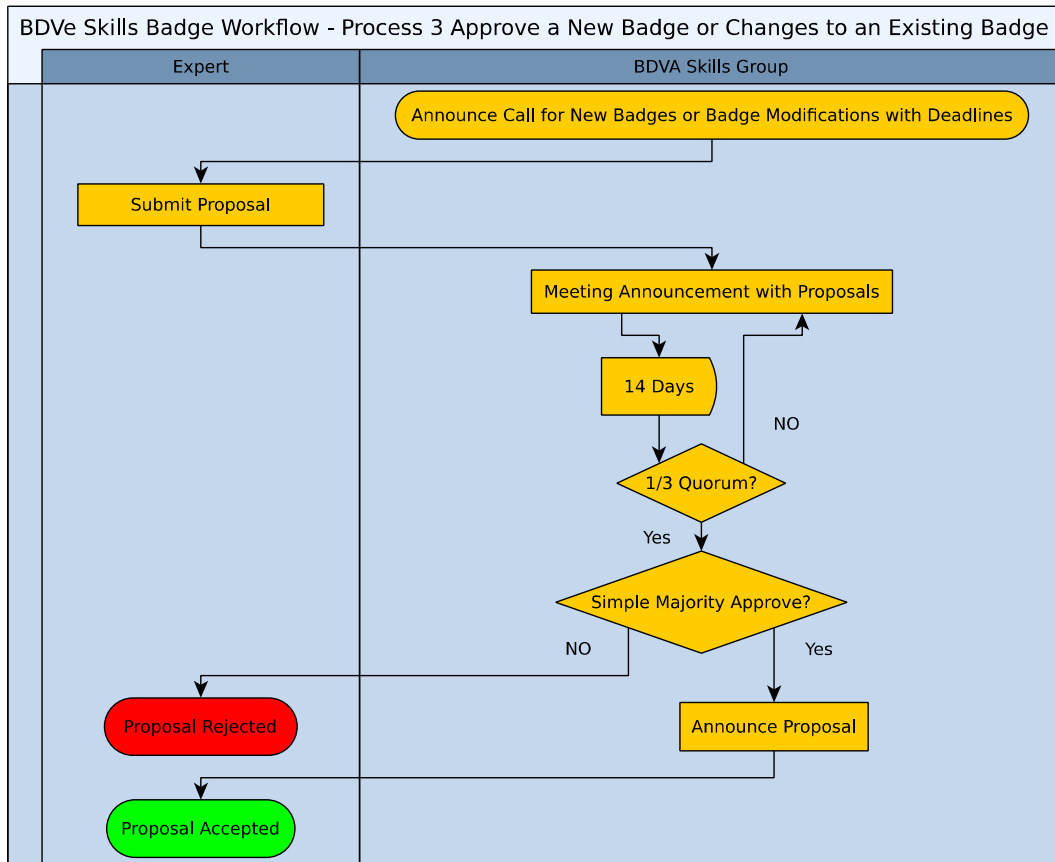 BDVe Skills Badge Workflow - Process 3 Approve a New Badge or Changes to an Existing Badge
Expert
BDVA Skills Group
Announce Call for New Badges or Badge Modifications with Deadlines
Submit Proposal
Meeting Announcement with Proposals
14 Days
NO
1/3 Quorum?
Yes
Simple Majority Approve?
NO
Yes
Proposal Rejected
Announce Proposal
Proposal Accepted